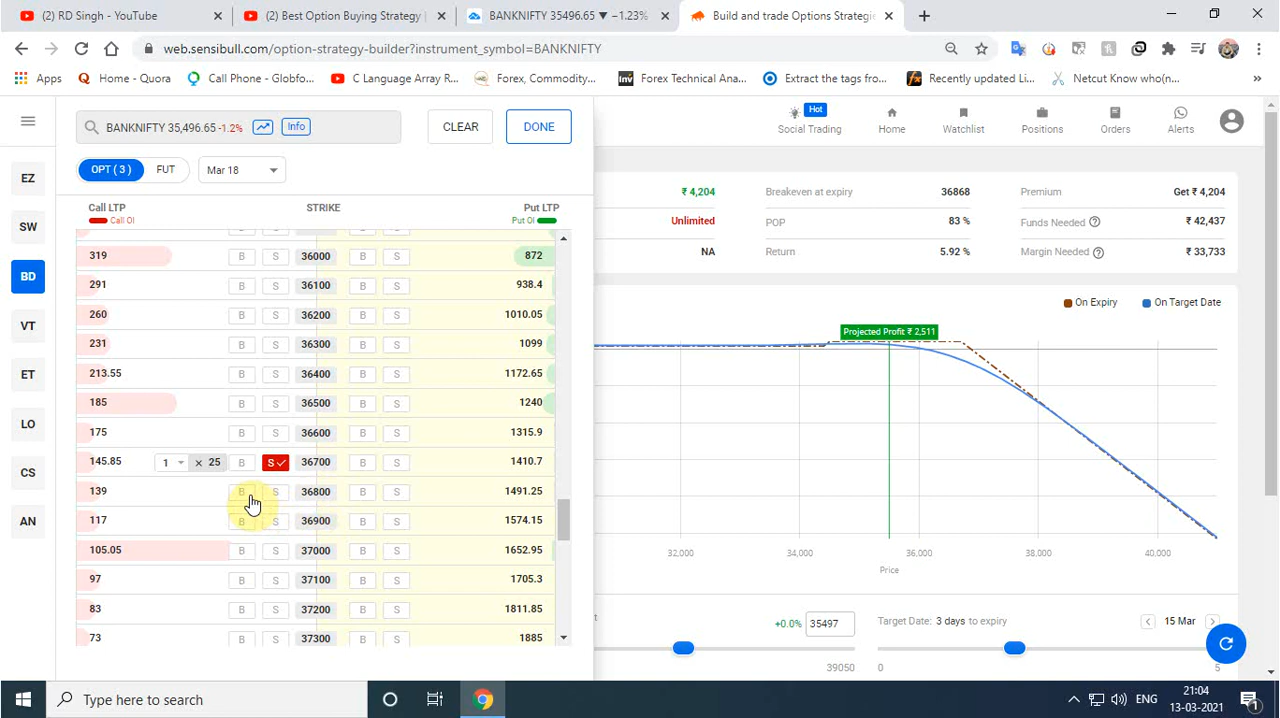 RD Singh - YouTube
(2) Best Option Buying Strategy
BANKNIFTY 35496.65 ▼ −1.23%
Build and trade Options Strategie
web.sensibull.com/option-strategy-builder?instrument_symbol=BANKNIFTY
Apps
Home - Quora
Call Phone - Globfo...
C Language Array R...
Forex, Commodity...
Forex Technical Ana...
Extract the tags fro...
Recently updated Li...
Netcut Know who(n...
BANKNIFTY 35,496.65 -1.2% Info
CLEAR
DONE
Hot
Social Trading
Home
Watchlist
Positions
Orders
Alerts
OPT ( 3 )
FUT
Mar 18
EZ
SW
BD
VT
ET
LO
CS
AN
Call LTP
Call OI
STRIKE
Put LTP
Put OI
319 B S 36000 B S 872
291 B S 36100 B S 938.4
260 B S 36200 B S 1010.05
231 B S 36300 B S 1099
213.55 B S 36400 B S 1172.65
185 B S 36500 B S 1240
175 B S 36600 B S 1315.9
145.85 1 × 25 B S ✓ 36700 B S 1410.7
139 B S 36800 B S 1491.25
117 B S 36900 B S 1574.15
105.05 B S 37000 B S 1652.95
97 B S 37100 B S 1705.3
83 B S 37200 B S 1811.85
73 B S 37300 B S 1885
₹ 4,204
Breakeven at expiry 36868
Premium Get ₹ 4,204
Unlimited
POP 83 %
Funds Needed ? ₹ 42,437
NA
Return 5.92 %
Margin Needed ? ₹ 33,733
On Expiry
On Target Date
Projected Profit ₹ 2,511
32,000 34,000 36,000 38,000 40,000
Price
+0.0% 35497
Target Date: 3 days to expiry
15 Mar
39050
0 5
Type here to search
ENG
21:04
13-03-2021
1